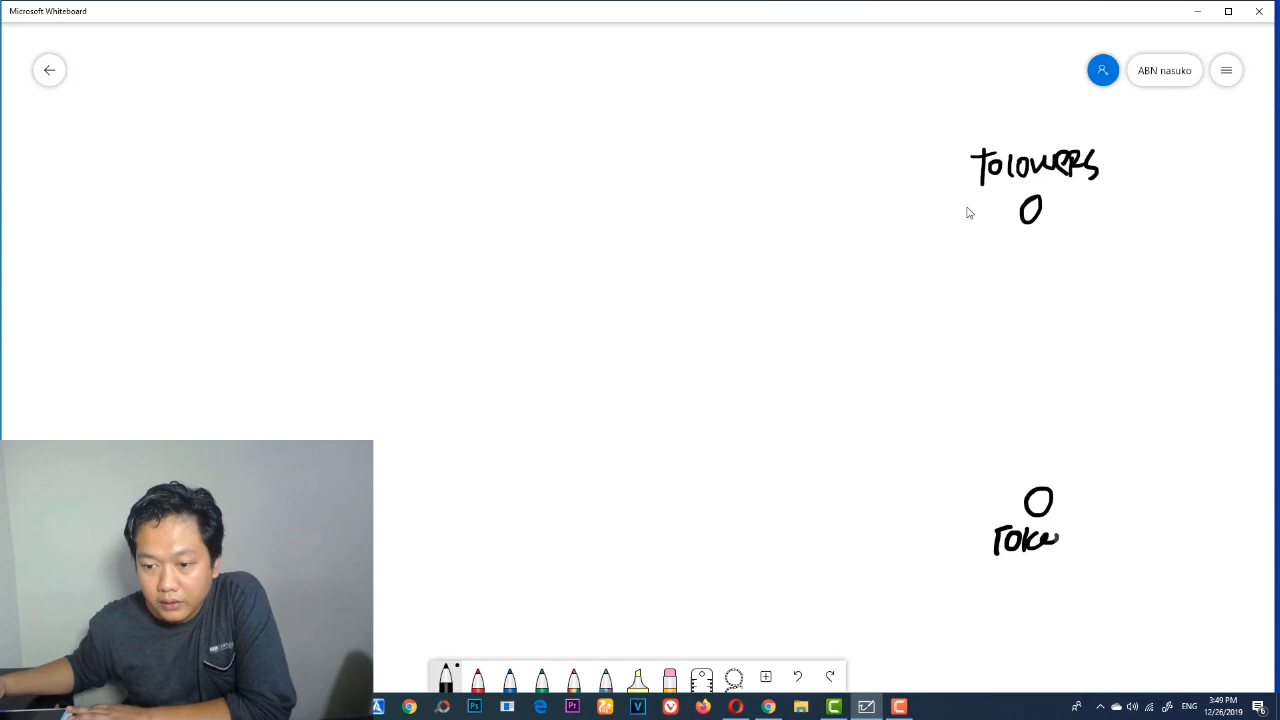 Microsoft Whiteboard
ABN nasuko
Tolowers
0
0
Toke
ENG
3:49 PM
12/26/2019